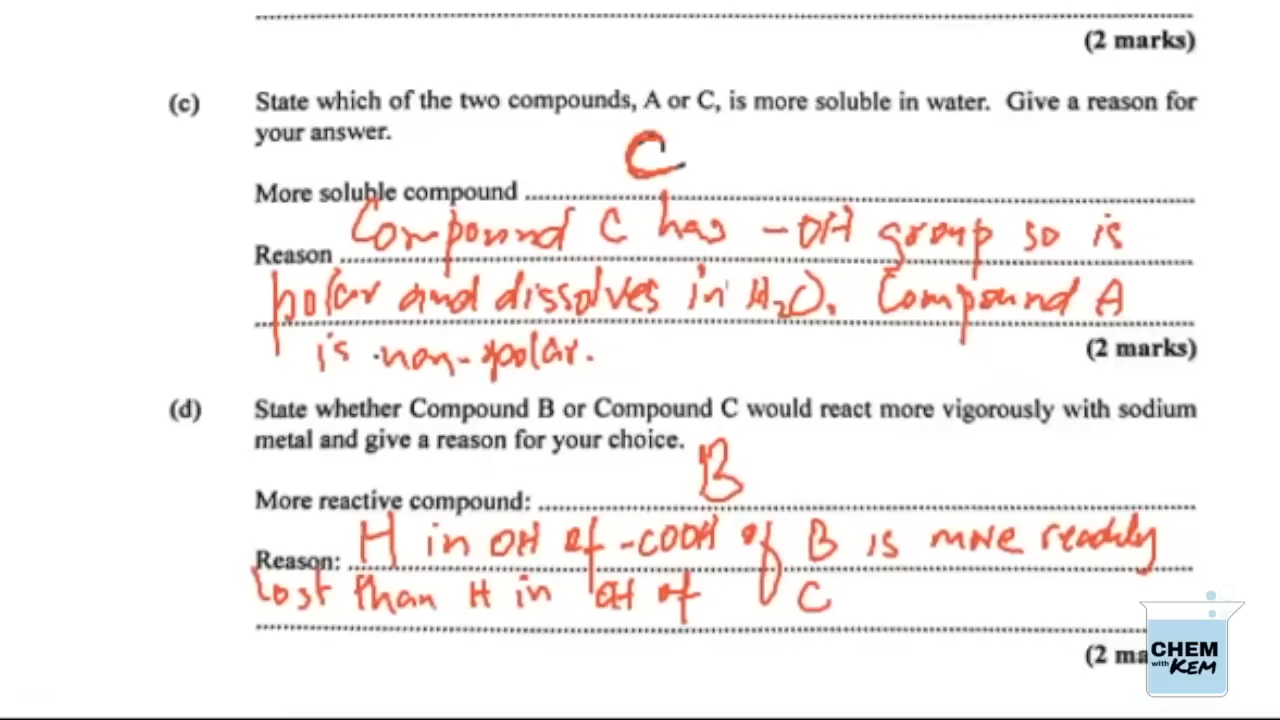 (2 marks)
(c) State which of the two compounds, A or C, is more soluble in water. Give a reason for
your answer.
More soluble compound C
Reason Compound C has -OH group so is
polar and dissolves in H₂O. Compound A
is non-polar.
(2 marks)
(d) State whether Compound B or Compound C would react more vigorously with sodium
metal and give a reason for your choice.
More reactive compound: B
Reason: H in OH of -COOH of B is more readily
lost than H in OH of C
(2 ma
CHEM
with KEM